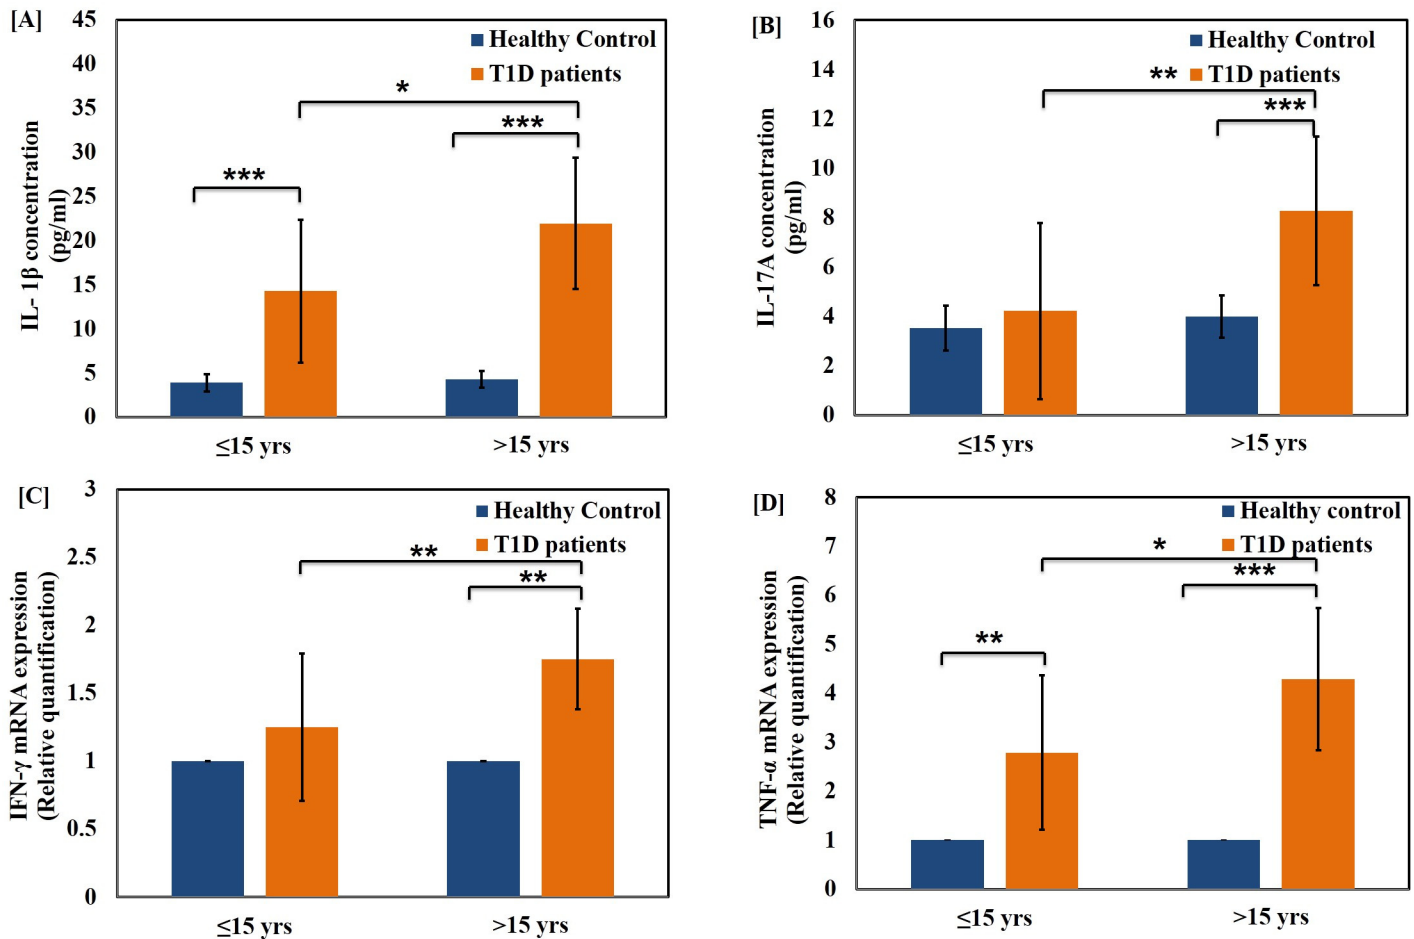 [A]
45
40
35
30
25
20
15
10
5
0
IL- 1β concentration
(pg/ml)
Healthy Control
T1D patients
*
***
***
≤15 yrs
>15 yrs
[B]
16
14
12
10
8
6
4
2
0
IL-17A concentration
(pg/ml)
Healthy Control
T1D patients
**
***
≤15 yrs
>15 yrs
[C]
3
2.5
2
1.5
1
0.5
0
IFN-γ mRNA expression
(Relative quantification)
Healthy Control
T1D patients
**
**
≤15 yrs
>15 yrs
[D]
8
7
6
5
4
3
2
1
0
TNF-α mRNA expression
(Relative quantification)
Healthy control
T1D patients
*
***
**
≤15 yrs
>15 yrs